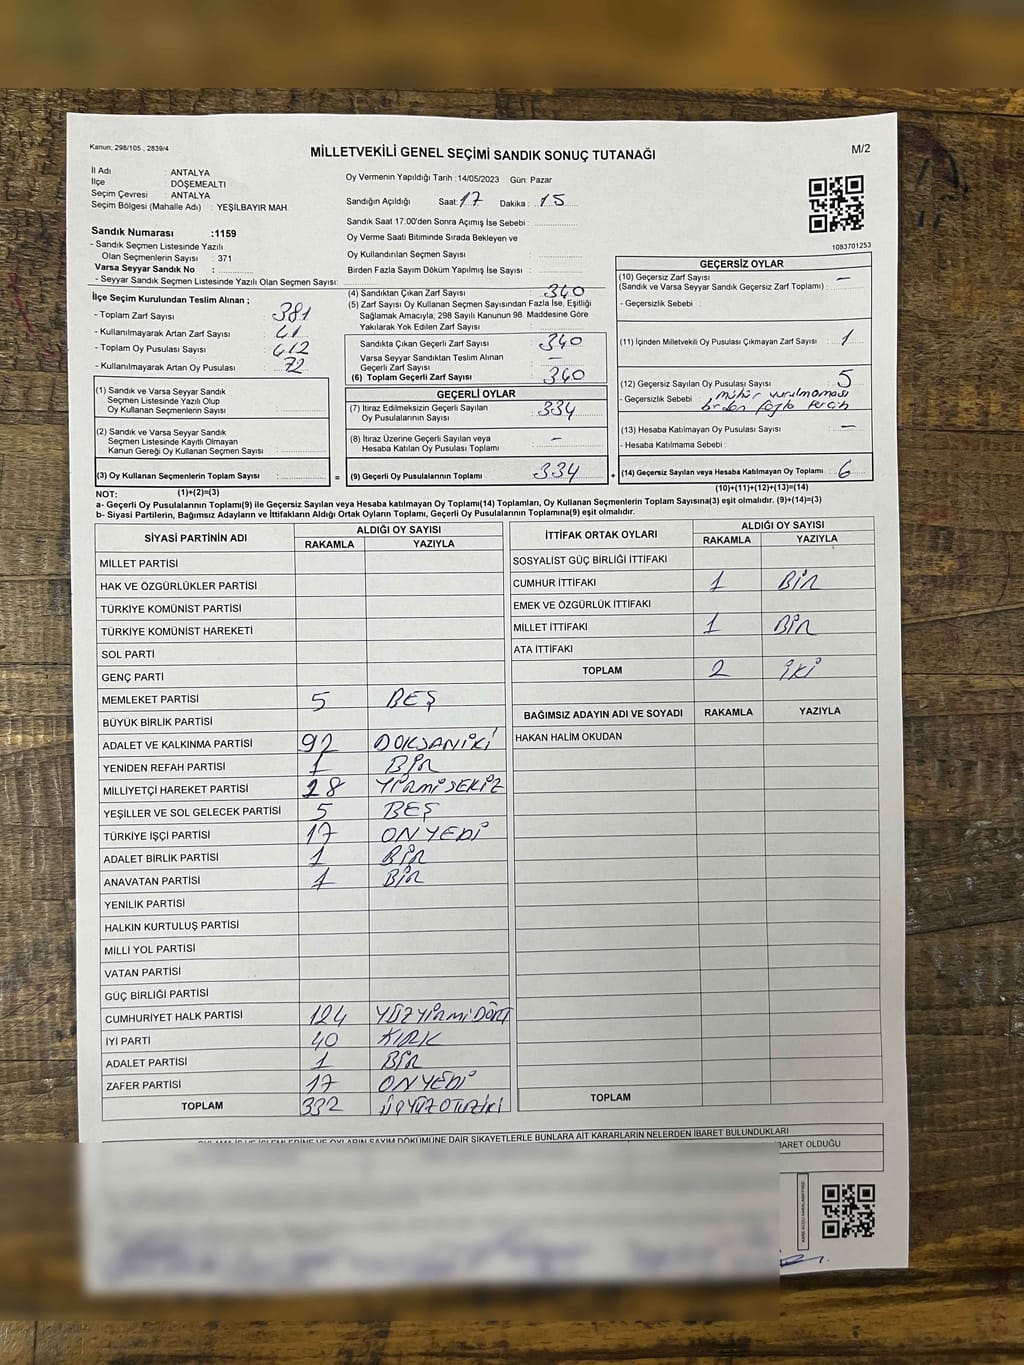 Kanun; 298/105 , 2839/4
MİLLETVEKİLİ GENEL SEÇİMİ SANDIK SONUÇ TUTANAĞI
M/2
İl Adı : ANTALYA
İlçe : DÖŞEMEALTI
Seçim Çevresi : ANTALYA
Seçim Bölgesi (Mahalle Adı) : YEŞİLBAYIR MAH.
Sandık Numarası :1159
- Sandık Seçmen Listesinde Yazılı
Olan Seçmenlerin Sayısı : 371
Varsa Seyyar Sandık No :
- Seyyar Sandık Seçmen Listesinde Yazılı Olan Seçmen Sayısı:
Oy Vermenin Yapıldığı Tarih :14/05/2023 Gün: Pazar
Sandığın Açıldığı Saat: 17 Dakika : 15
Sandık Saat 17:00'den Sonra Açımış İse Sebebi :
Oy Verme Saati Bitiminde Sırada Bekleyen ve
Oy Kullandırılan Seçmen Sayısı :
Birden Fazla Sayım Döküm Yapılmış İse Sayısı :
1083701253
İlçe Seçim Kurulundan Teslim Alınan ;
- Toplam Zarf Sayısı : 381
- Kullanılmayarak Artan Zarf Sayısı : 41
- Toplam Oy Pusulası Sayısı : 412
- Kullanılmayarak Artan Oy Pusulası : 72
(1) Sandık ve Varsa Seyyar Sandık
Seçmen Listesinde Yazılı Olup
Oy Kullanan Seçmenlerin Sayısı :
(2) Sandık ve Varsa Seyyar Sandık
Seçmen Listesinde Kayıtlı Olmayan
Kanun Gereği Oy Kullanan Seçmen Sayısı :
(3) Oy Kullanan Seçmenlerin Toplam Sayısı :
(4) Sandıktan Çıkan Zarf Sayısı : 340
(5) Zarf Sayısı Oy Kullanan Seçmen Sayısından Fazla İse, Eşitliği
Sağlamak Amacıyla; 298 Sayılı Kanunun 98. Maddesine Göre
Yakılarak Yok Edilen Zarf Sayısı :
Sandıkta Çıkan Geçerli Zarf Sayısı : 340
Varsa Seyyar Sandıktan Teslim Alınan
Geçerli Zarf Sayısı : —
(6) Toplam Geçerli Zarf Sayısı : 340
GEÇERLİ OYLAR
(7) İtiraz Edilmeksizin Geçerli Sayılan
Oy Pusulalarının Sayısı : 334
(8) İtiraz Üzerine Geçerli Sayılan veya
Hesaba Katılan Oy Pusulası Toplamı : —
= (9) Geçerli Oy Pusulalarının Toplamı : 334 +
GEÇERSİZ OYLAR
(10) Geçersiz Zarf Sayısı : —
(Sandık ve Varsa Seyyar Sandık Geçersiz Zarf Toplamı) :
- Geçersizlik Sebebi :
(11) İçinden Milletvekili Oy Pusulası Çıkmayan Zarf Sayısı : 1
(12) Geçersiz Sayılan Oy Pusulası Sayısı : 5
- Geçersizlik Sebebi : mühür vurulmaması
birden fazla tercih
(13) Hesaba Katılmayan Oy Pusulası Sayısı : —
- Hesaba Katılmama Sebebi :
(14) Geçersiz Sayılan veya Hesaba Katılmayan Oy Toplamı : 6
NOT: (1)+(2)=(3) (10)+(11)+(12)+(13)=(14)
a- Geçerli Oy Pusulalarının Toplamı(9) ile Geçersiz Sayılan veya Hesaba katılmayan Oy Toplamı(14) Toplamları, Oy Kullanan Seçmenlerin Toplam Sayısına(3) eşit olmalıdır. (9)+(14)=(3)
b- Siyasi Partilerin, Bağımsız Adayların ve İttifakların Aldığı Ortak Oyların Toplamı, Geçerli Oy Pusulalarının Toplamına(9) eşit olmalıdır.
SİYASİ PARTİNİN ADI ALDIĞI OY SAYISI
RAKAMLA YAZIYLA
MİLLET PARTİSİ
HAK VE ÖZGÜRLÜKLER PARTİSİ
TÜRKİYE KOMÜNİST PARTİSİ
TÜRKİYE KOMÜNİST HAREKETİ
SOL PARTİ
GENÇ PARTİ
MEMLEKET PARTİSİ 5 BEŞ
BÜYÜK BİRLİK PARTİSİ
ADALET VE KALKINMA PARTİSİ 92 DOKSANİKİ
YENİDEN REFAH PARTİSİ 1 BİR
MİLLİYETÇİ HAREKET PARTİSİ 28 YİRMİSEKİZ
YEŞİLLER VE SOL GELECEK PARTİSİ 5 BEŞ
TÜRKİYE İŞÇİ PARTİSİ 17 ONYEDİ
ADALET BİRLİK PARTİSİ 1 BİR
ANAVATAN PARTİSİ 1 BİR
YENİLİK PARTİSİ
HALKIN KURTULUŞ PARTİSİ
MİLLİ YOL PARTİSİ
VATAN PARTİSİ
GÜÇ BİRLİĞİ PARTİSİ
CUMHURİYET HALK PARTİSİ 124 YÜZYİRMİDÖRT
İYİ PARTİ 40 KIRK
ADALET PARTİSİ 1 BİR
ZAFER PARTİSİ 17 ONYEDİ
TOPLAM 332 ÜÇYÜZOTUZİKİ
İTTİFAK ORTAK OYLARI ALDIĞI OY SAYISI
RAKAMLA YAZIYLA
SOSYALİST GÜÇ BİRLİĞİ İTTİFAKI
CUMHUR İTTİFAKI 1 BİR
EMEK VE ÖZGÜRLÜK İTTİFAKI
MİLLET İTTİFAKI 1 BİR
ATA İTTİFAKI
TOPLAM 2 İKİ
BAĞIMSIZ ADAYIN ADI VE SOYADI RAKAMLA YAZIYLA
HAKAN HALİM OKUDAN
TOPLAM
OYLAMA İŞ VE İŞLEMLERİNE VE OYLARIN SAYIM DÖKÜMÜNE DAİR ŞİKAYETLERLE BUNLARA AİT KARARLARIN NELERDEN İBARET BULUNDUKLARI
İBARET OLDUĞU